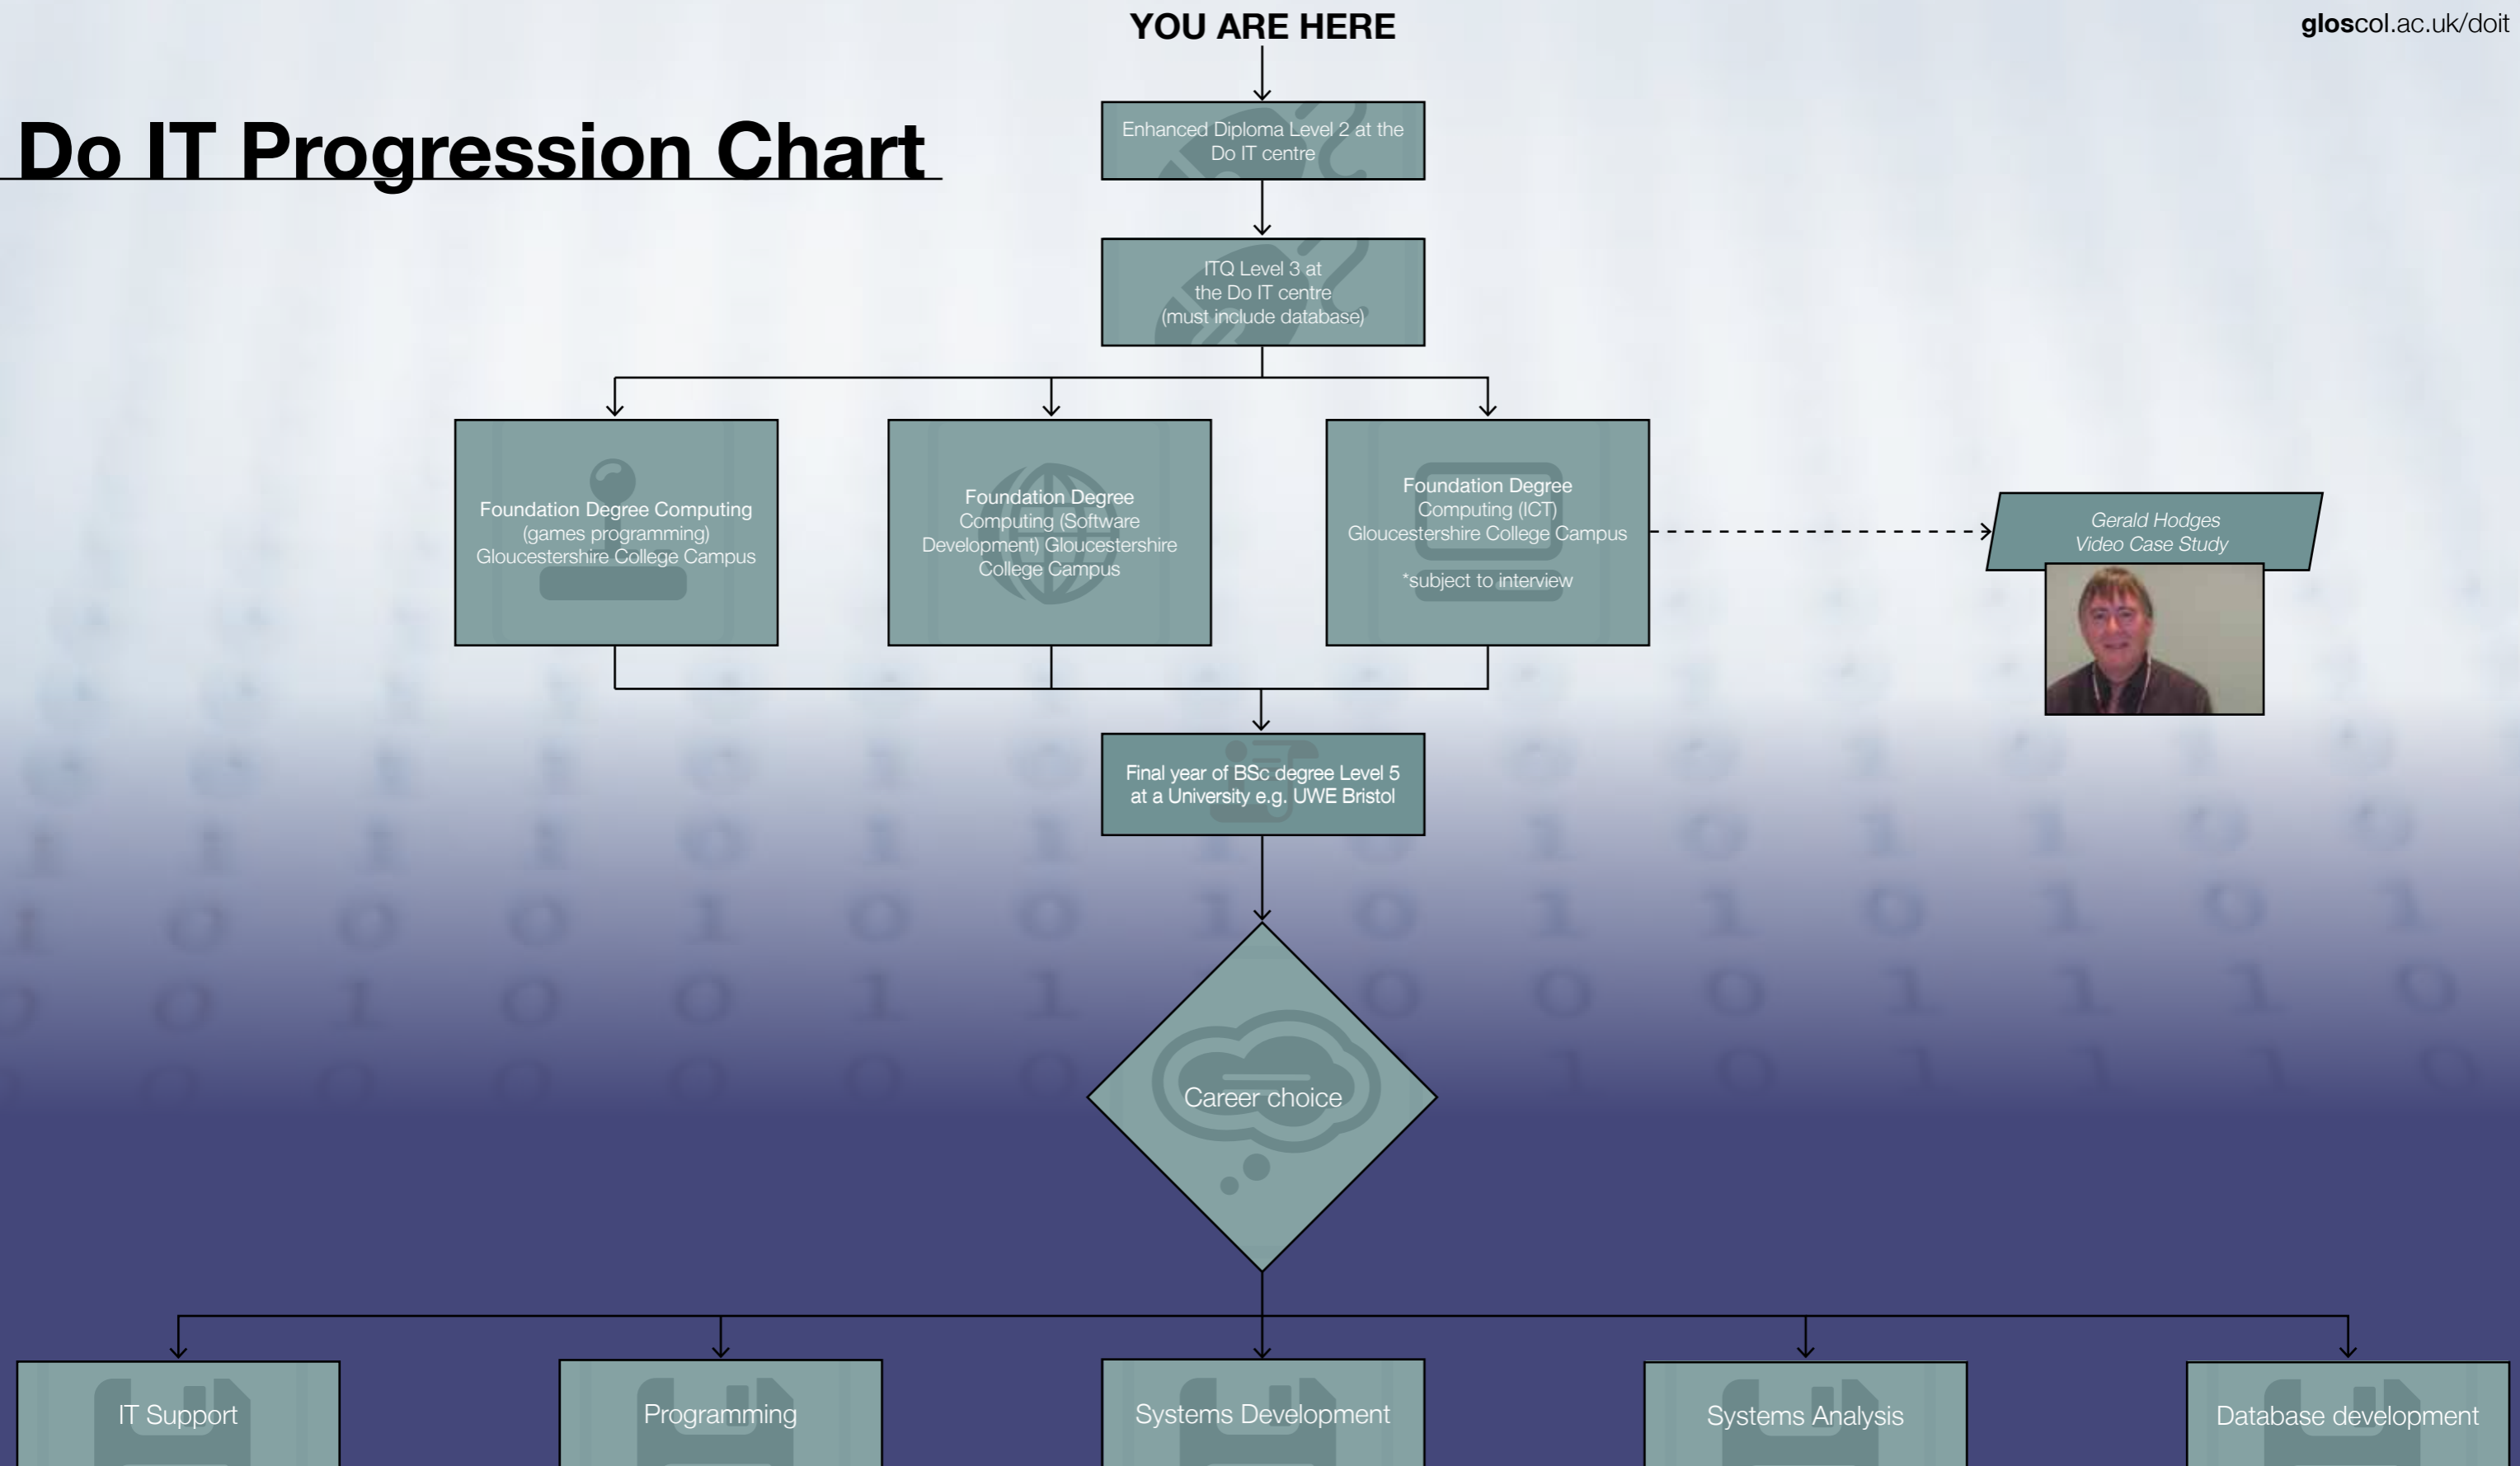 YOU ARE HERE
gloscol.ac.uk/doit
Do IT Progression Chart
Enhanced Diploma Level 2 at the
Do IT centre
ITQ Level 3 at
the Do IT centre
(must include database)
Foundation Degree Computing
(games programming)
Gloucestershire College Campus
Foundation Degree
Computing (Software
Development) Gloucestershire
College Campus
Foundation Degree
Computing (ICT)
Gloucestershire College Campus
*subject to interview
Gerald Hodges
Video Case Study
Final year of BSc degree Level 5
at a University e.g. UWE Bristol
Career choice
IT Support
Programming
Systems Development
Systems Analysis
Database development